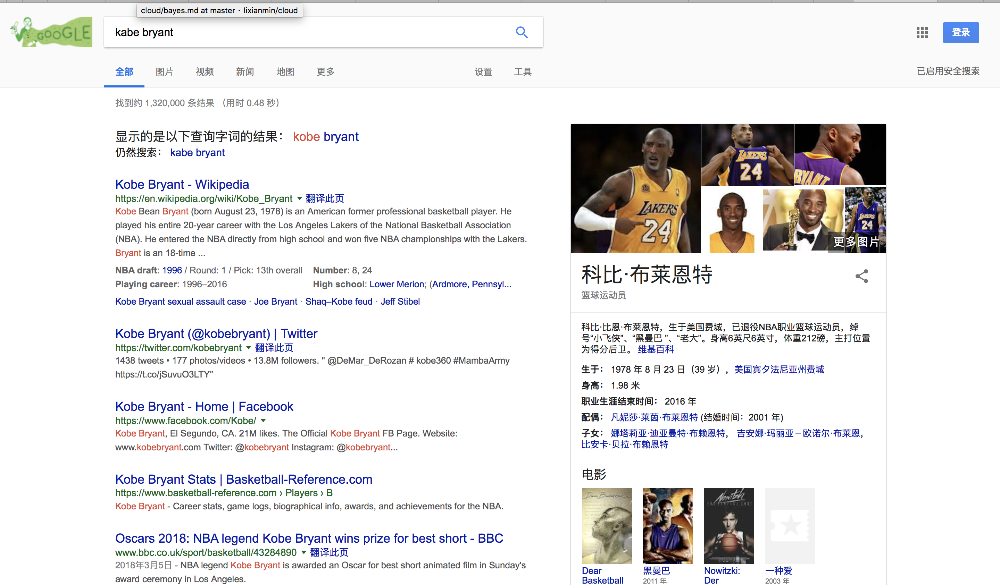 cloud/bayes.md at master · lixianmin/cloud
GOOGLE
kabe bryant
登录
全部 图片 视频 新闻 地图 更多 设置 工具 已启用安全搜索
找到约 1,320,000 条结果 （用时 0.48 秒）
显示的是以下查询字词的结果： kobe bryant
仍然搜索： kabe bryant
Kobe Bryant - Wikipedia
https://en.wikipedia.org/wiki/Kobe_Bryant 翻译此页
Kobe Bean Bryant (born August 23, 1978) is an American former professional basketball player. He
played his entire 20-year career with the Los Angeles Lakers of the National Basketball Association
(NBA). He entered the NBA directly from high school and won five NBA championships with the Lakers.
Bryant is an 18-time ...
NBA draft: 1996 / Round: 1 / Pick: 13th overall Number: 8, 24
Playing career: 1996–2016 High school: Lower Merion; (Ardmore, Pennsyl...
Kobe Bryant sexual assault case · Joe Bryant · Shaq–Kobe feud · Jeff Stibel
Kobe Bryant (@kobebryant) | Twitter
https://twitter.com/kobebryant 翻译此页
1438 tweets • 177 photos/videos • 13.8M followers. " @DeMar_DeRozan # kobe360 #MambaArmy
https://t.co/jSuvuO3LTY"
Kobe Bryant - Home | Facebook
https://www.facebook.com/Kobe/
Kobe Bryant, El Segundo, CA. 21M likes. The Official Kobe Bryant FB Page. Website:
www.kobebryant.com Twitter: @kobebryant Instagram: @kobebryant...
Kobe Bryant Stats | Basketball-Reference.com
https://www.basketball-reference.com › Players › B
Kobe Bryant - Career stats, game logs, biographical info, awards, and achievements for the NBA.
Oscars 2018: NBA legend Kobe Bryant wins prize for best short - BBC
www.bbc.co.uk/sport/basketball/43284890 翻译此页
2018年3月5日 - NBA legend Kobe Bryant is awarded an Oscar for best short animated film in Sunday's
award ceremony in Los Angeles.
LAKERS
24
LAKERS
24
BRYANT
LAKERS
24
更多图片
科比·布莱恩特
篮球运动员
科比·比恩·布莱恩特，生于美国费城，已退役NBA职业篮球运动员，绰
号“小飞侠”、“黑曼巴 ”、“老大”。身高6英尺6英寸，体重212磅，主打位置
为得分后卫。 维基百科
生于： 1978 年 8 月 23 日（39 岁），美国宾夕法尼亚州费城
身高： 1.98 米
职业生涯结束时间： 2016 年
配偶： 凡妮莎·莱茵·布莱恩特 (结婚时间：2001 年)
子女： 娜塔莉亚·迪亚曼特·布赖恩特， 吉安娜·玛丽亚－欧诺尔·布莱恩，
比安卡·贝拉·布赖恩特
电影
Dear Basketball
Nowitzki
THE PERFECT SHOT
Dear
Basketball
黑曼巴
2011 年
Nowitzki:
Der
一种爱
2003 年